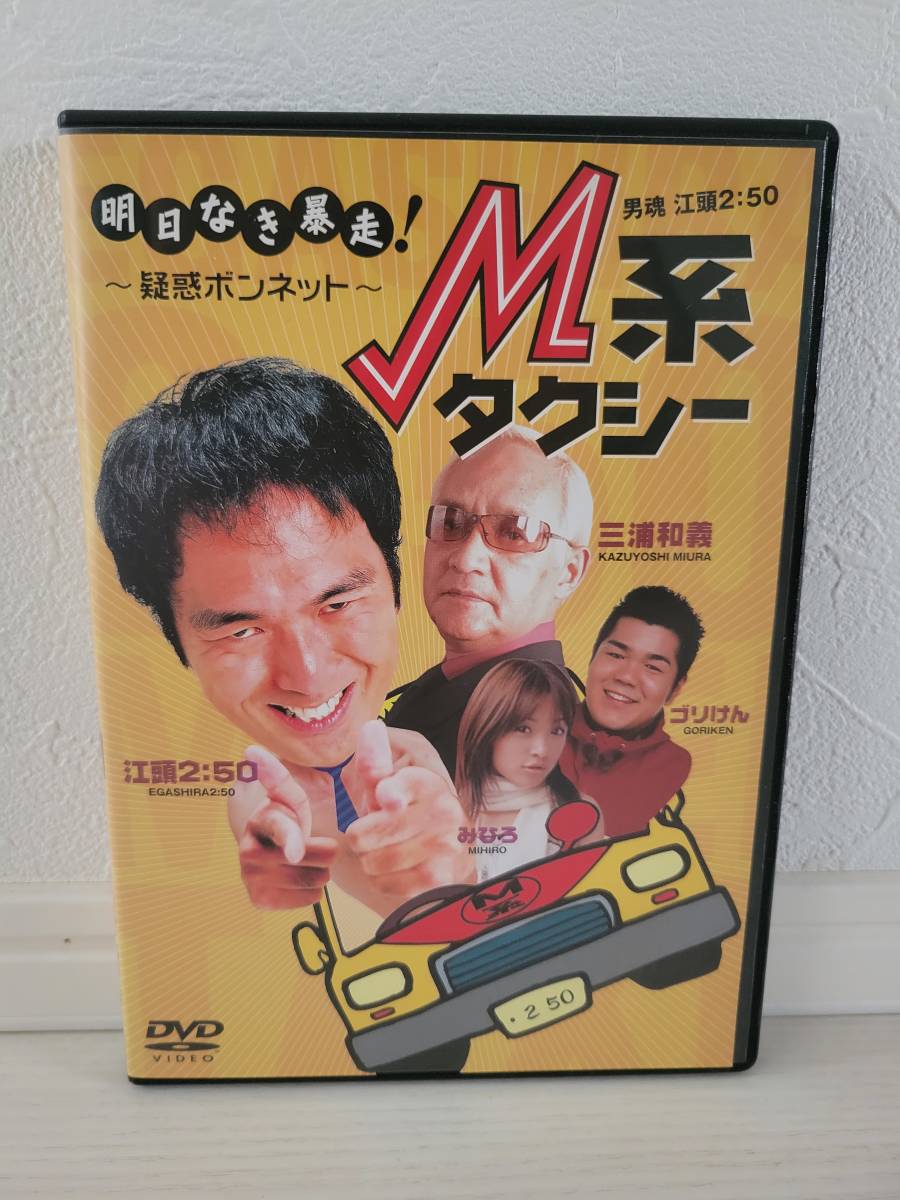 明日なき暴走!
~疑惑ボンネット~
男魂 江頭2:50
M系
タクシー
三浦和義
KAZUYOSHI MIURA
ゴリけん
GORIKEN
江頭2:50
EGASHIRA2:50
みひろ
MIHIRO
M系
・250
DVD
VIDEO